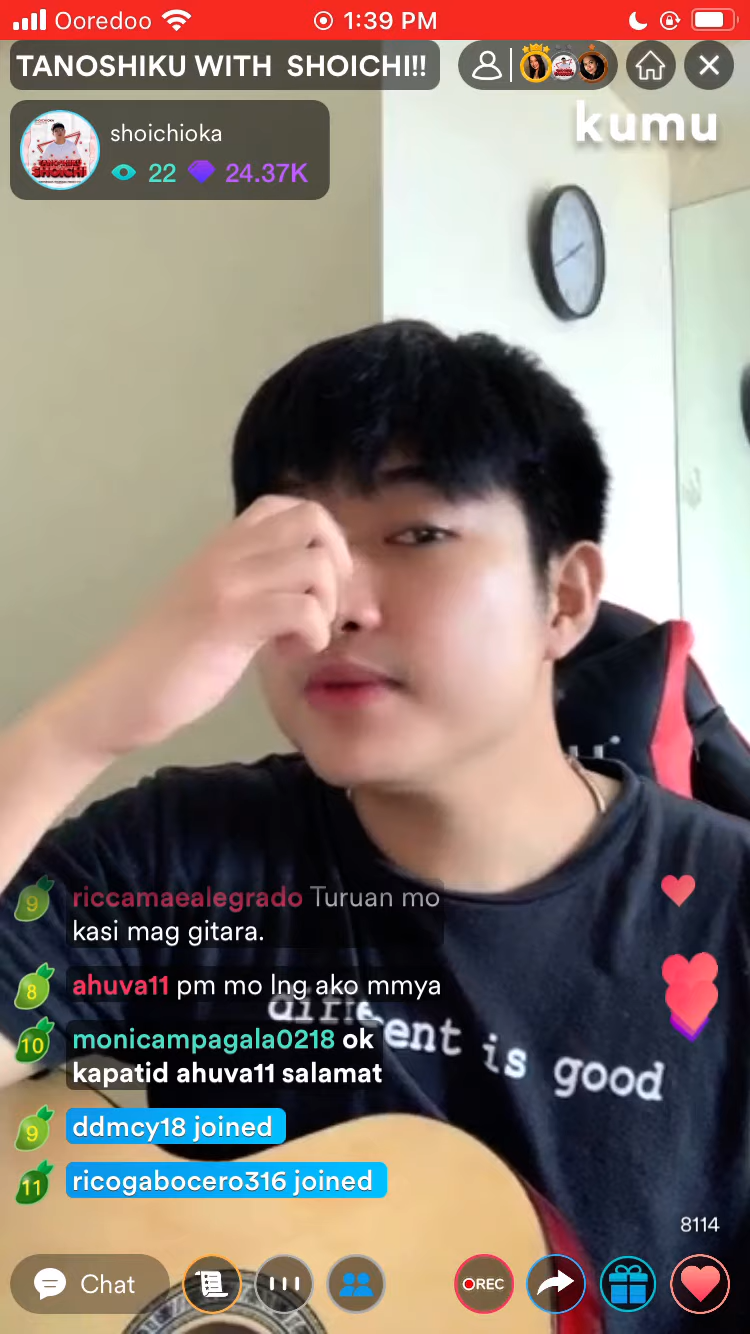 Ooredoo
1:39 PM
TANOSHIKU WITH SHOICHI!!
shoichioka
22 24.37K
kumu
9 riccamaealegrado Turuan mo
kasi mag gitara.
8 ahuva11 pm mo lng ako mmya
different is good
10 monicampagala0218 ok
kapatid ahuva11 salamat
9 ddmcy18 joined
11 ricogabocero316 joined
8114
Chat
REC